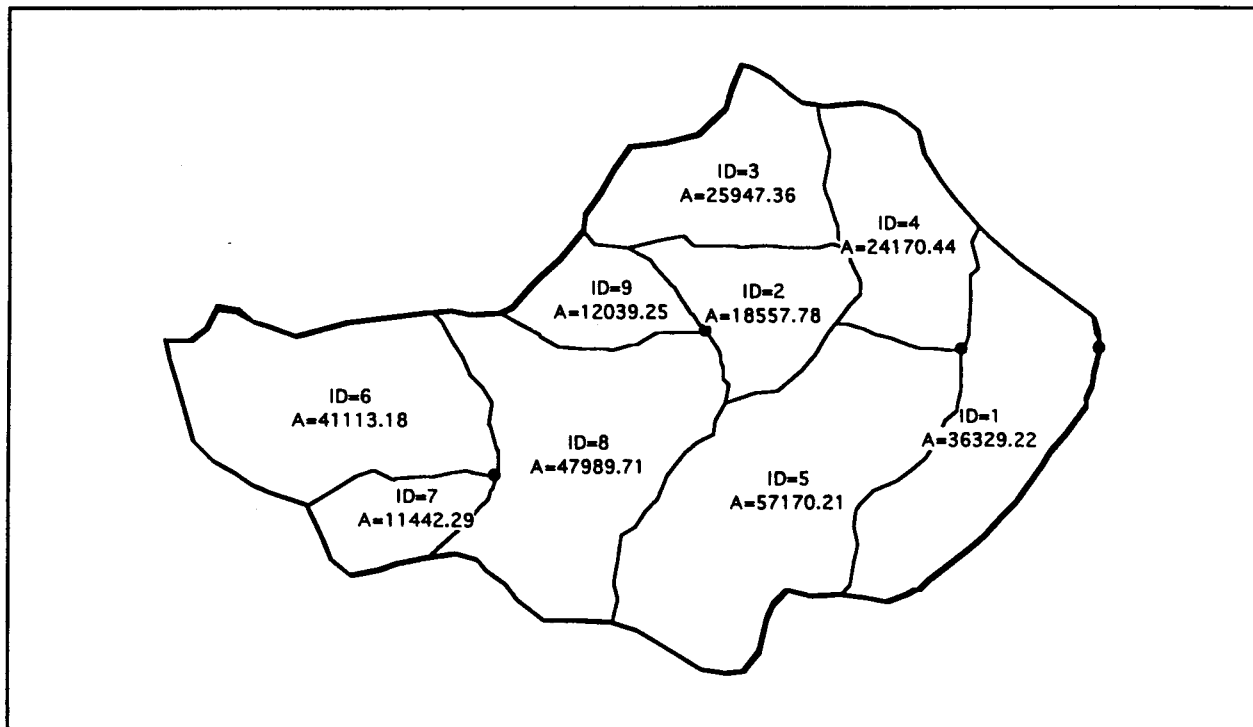 ID=3
A=25947.36
ID=4
A=24170.44
ID=9
A=12039.25
ID=2
A=18557.78
ID=6
A=41113.18
ID=8
A=47989.71
ID=1
A=36329.22
ID=7
A=11442.29
ID=5
A=57170.21